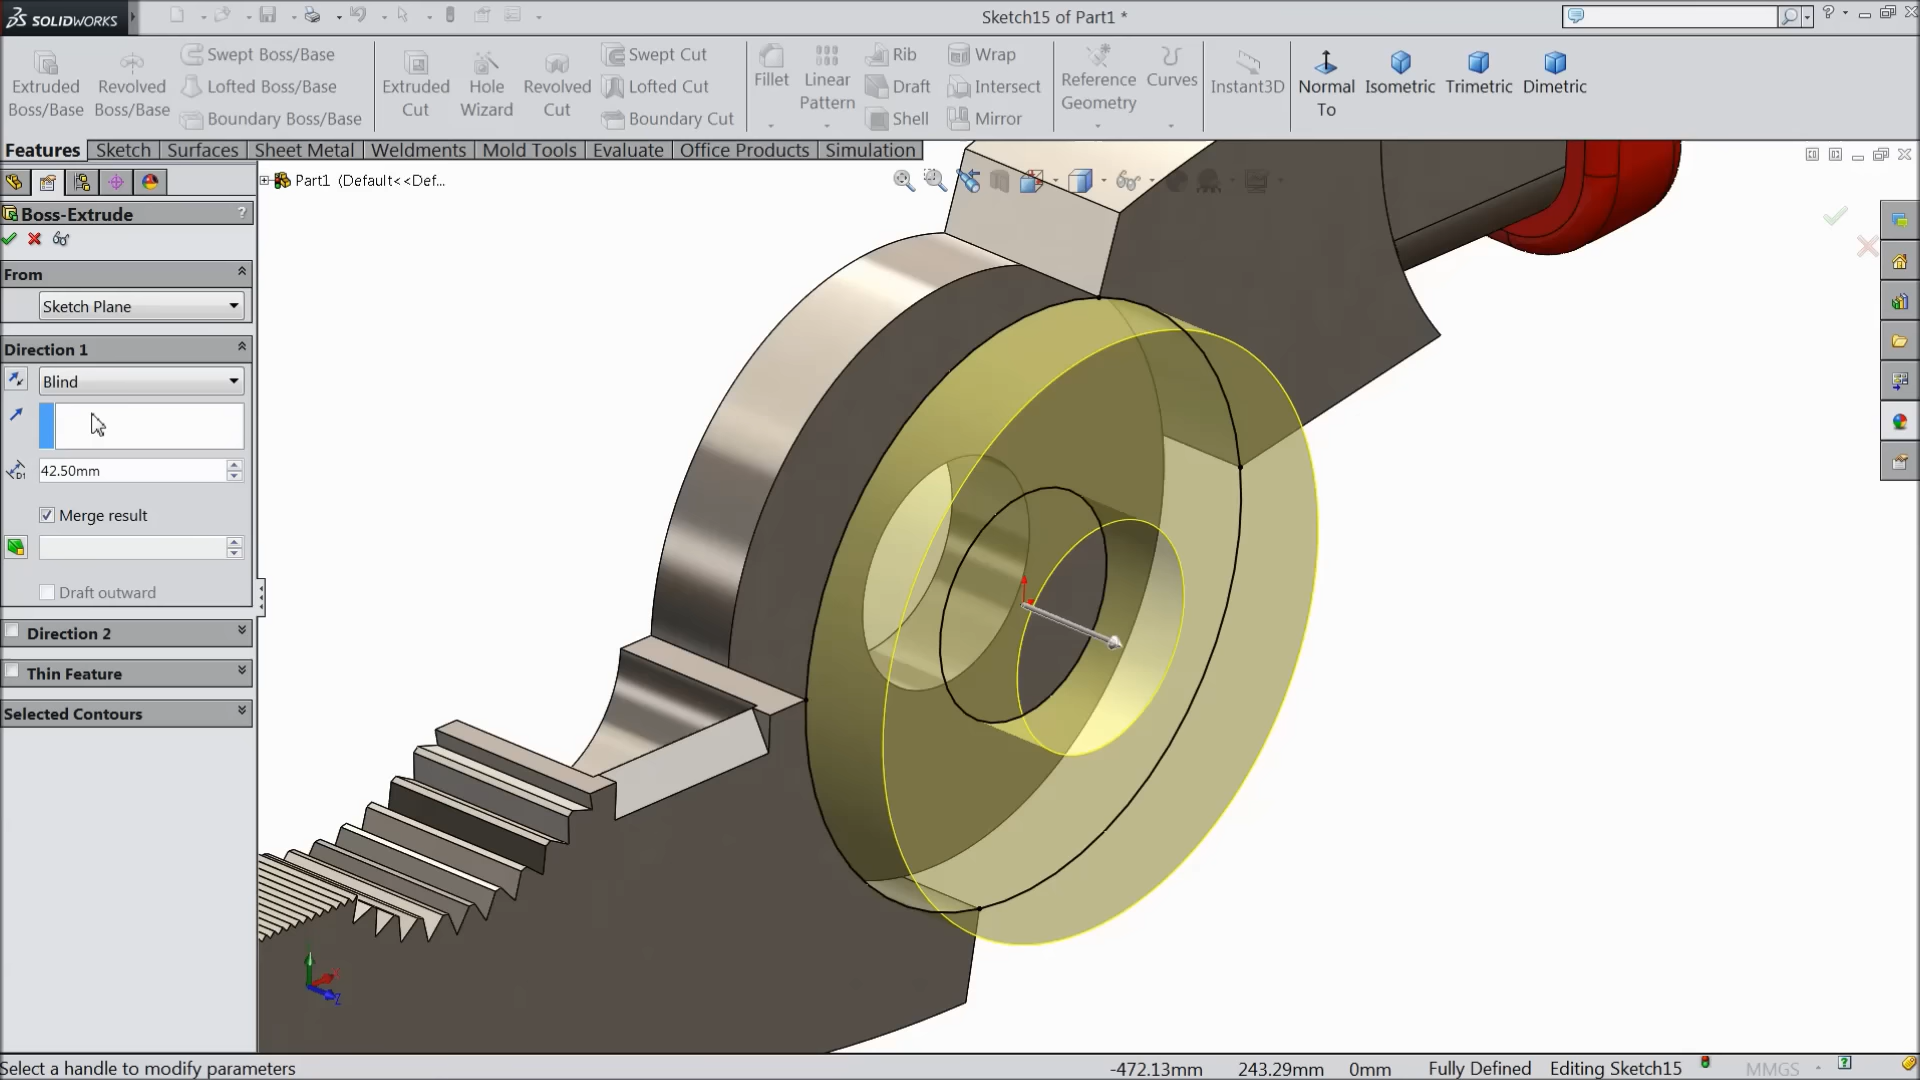 SOLIDWORKS
Sketch15 of Part1 *
Extruded Boss/Base
Revolved Boss/Base
Swept Boss/Base
Lofted Boss/Base
Boundary Boss/Base
Extruded Cut
Hole Wizard
Revolved Cut
Swept Cut
Lofted Cut
Boundary Cut
Fillet
Linear Pattern
Rib
Draft
Shell
Wrap
Intersect
Mirror
Reference Geometry
Curves
Instant3D
Normal To
Isometric
Trimetric
Dimetric
Features
Sketch
Surfaces
Sheet Metal
Weldments
Mold Tools
Evaluate
Office Products
Simulation
Part1 (Default<<Def...
Boss-Extrude
?
From
Sketch Plane
Direction 1
Blind
D1
42.50mm
Merge result
Draft outward
Direction 2
Thin Feature
Selected Contours
Select a handle to modify parameters
-472.13mm
243.29mm
0mm
Fully Defined
Editing Sketch15
MMGS